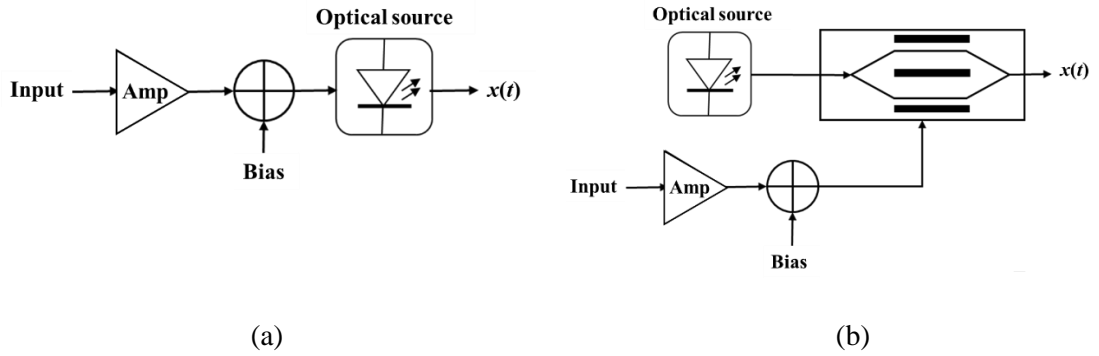 Optical source
Input
Amp
x(t)
Bias
(a)
Optical source
x(t)
Input
Amp
Bias
(b)